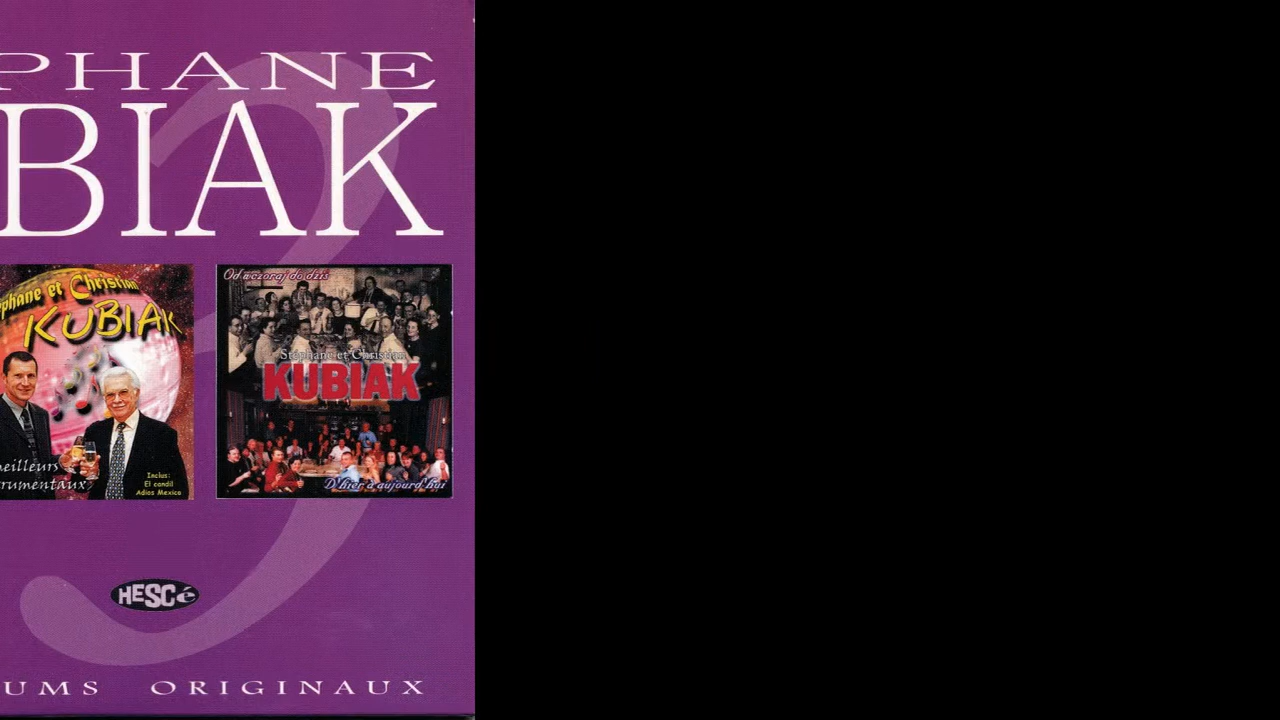 PHANE
BIAK
phane et Christian
KUBIAK
eilleurs
rumentaux
Inclus:
El condil
Adios Mexico
Od wczoraj do dziś
Stéphane et Christian
KUBIAK
D'hier à aujourd'hui
HESCé
UMS ORIGINAUX